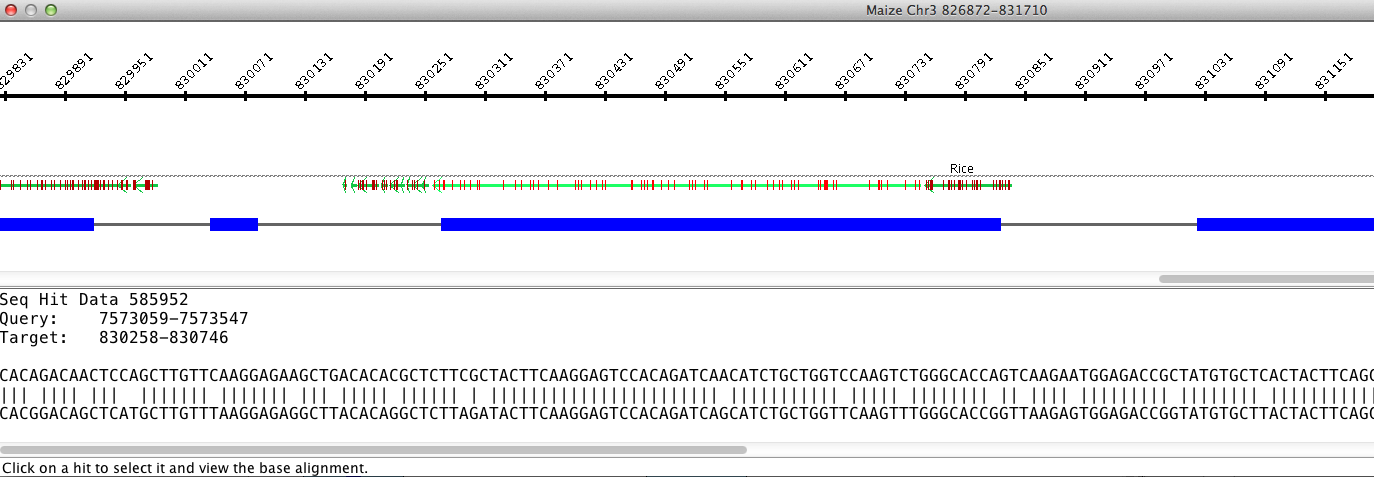 Maize Chr3 826872-831710
829831 829891 829951 830011 830071 830131 830191 830251 830311 830371 830431 830491 830551 830611 830671 830731 830791 830851 830911 830971 831031 831091 831151
Rice
Seq Hit Data 585952
Query: 7573059-7573547
Target: 830258-830746
CACAGACAACTCCAGCTTGTTCAAGGAGAAGCTGACACACGCTCTTCGCTACTTCAAGGAGTCCACAGATCAACATCTGCTGGTCCAAGTCTGGGCACCAGTCAAGAATGGAGACCGCTATGTGCTCACTACTTCAGC
CACGGACAGCTCATGCTTGTTTAAGGAGAGGCTTACACAGGCTCTTAGATACTTCAAGGAGTCCACAGATCAGCATCTGCTGGTTCAAGTTTGGGCACCGGTTAAGAGTGGAGACCGGTATGTGCTTACTACTTCAGC
Click on a hit to select it and view the base alignment.